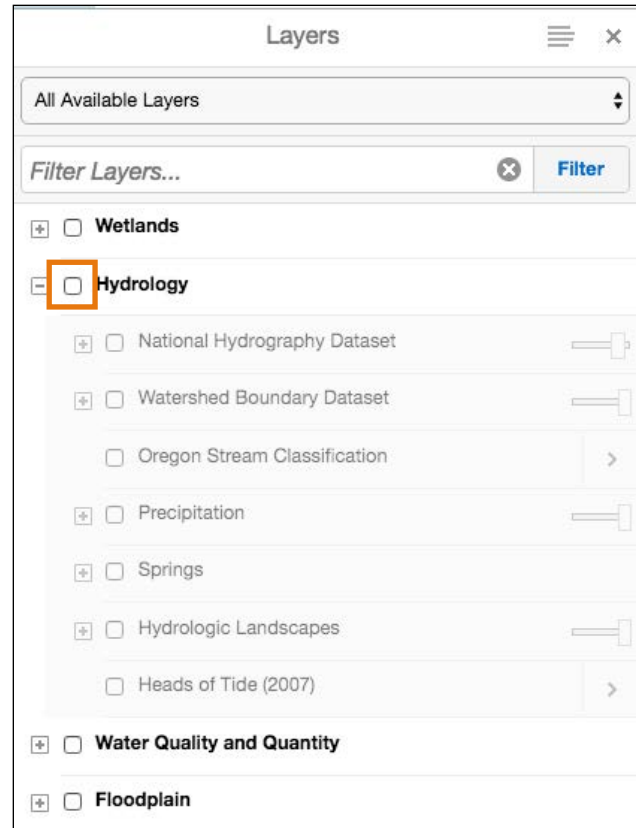 Layers
All Available Layers
Filter Layers...
Filter
Wetlands
Hydrology
National Hydrography Dataset
Watershed Boundary Dataset
Oregon Stream Classification
Precipitation
Springs
Hydrologic Landscapes
Heads of Tide (2007)
Water Quality and Quantity
Floodplain